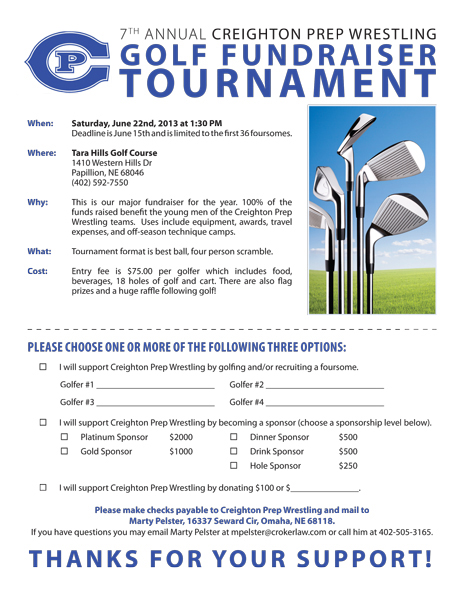 7TH ANNUAL CREIGHTON PREP WRESTLING
GOLF FUNDRAISER
TOURNAMENT
C P
When: Saturday, June 22nd, 2013 at 1:30 PM
Deadline is June 15th and is limited to the first 36 foursomes.
Where: Tara Hills Golf Course
1410 Western Hills Dr
Papillion, NE 68046
(402) 592-7550
Why: This is our major fundraiser for the year. 100% of the
funds raised benefit the young men of the Creighton Prep
Wrestling teams. Uses include equipment, awards, travel
expenses, and off-season technique camps.
What: Tournament format is best ball, four person scramble.
Cost: Entry fee is $75.00 per golfer which includes food,
beverages, 18 holes of golf and cart. There are also flag
prizes and a huge raffle following golf!
PLEASE CHOOSE ONE OR MORE OF THE FOLLOWING THREE OPTIONS:
I will support Creighton Prep Wrestling by golfing and/or recruiting a foursome.
Golfer #1 ________________ Golfer #2 ________________
Golfer #3 ________________ Golfer #4 ________________
I will support Creighton Prep Wrestling by becoming a sponsor (choose a sponsorship level below).
Platinum Sponsor $2000 Dinner Sponsor $500
Gold Sponsor $1000 Drink Sponsor $500
Hole Sponsor $250
I will support Creighton Prep Wrestling by donating $100 or $______________.
Please make checks payable to Creighton Prep Wrestling and mail to
Marty Pelster, 16337 Seward Cir, Omaha, NE 68118.
If you have questions you may email Marty Pelster at mpelster@crokerlaw.com or call him at 402-505-3165.
THANKS FOR YOUR SUPPORT!